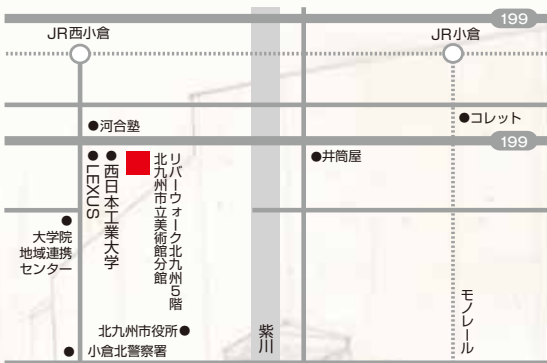 199
JR西小倉
JR小倉
●河合塾
●コレット
199
●LEXUS
●西日本工業大学
リバーウォーク北九州5階
北九州市立美術館分館
●井筒屋
●
大学院
地域連携
センター
北九州市役所●
●小倉北警察署
紫川
モノレール